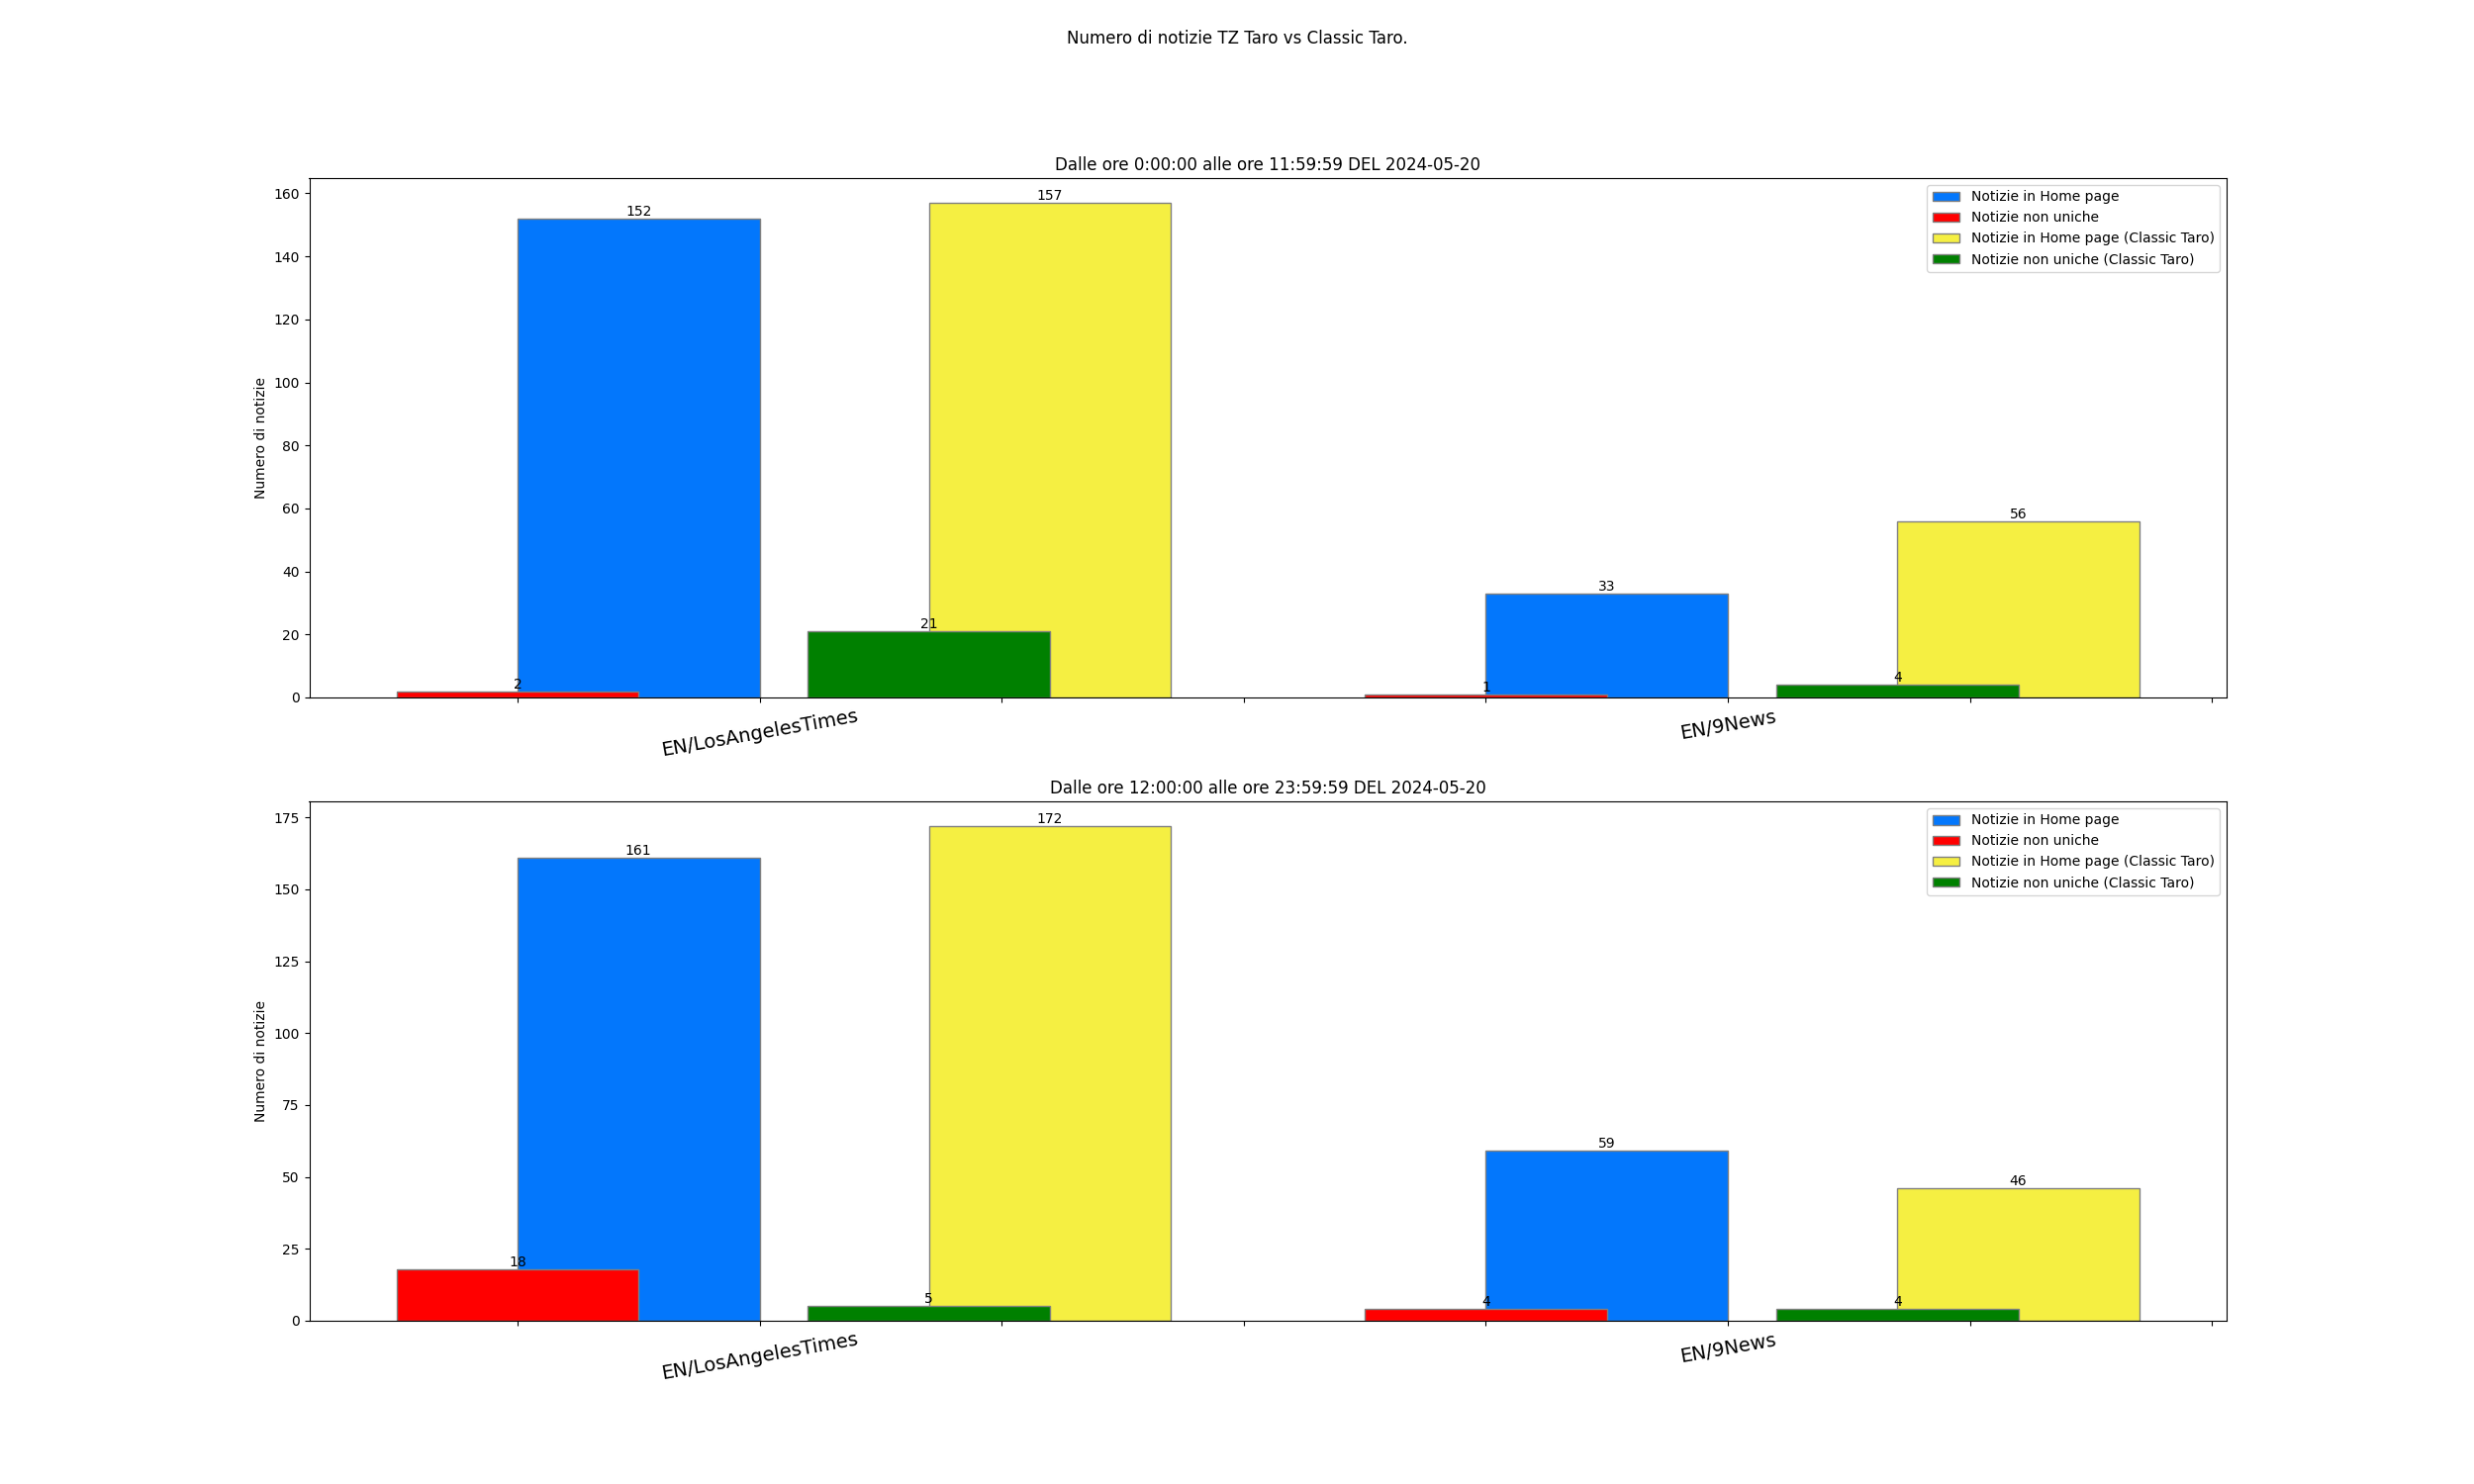 Numero di notizie TZ Taro vs Classic Taro.
Dalle ore 0:00:00 alle ore 11:59:59 DEL 2024-05-20
Numero di notizie
160
140
120
100
80
60
40
20
0
152
157
2
21
33
56
1
4
Notizie in Home page
Notizie non uniche
Notizie in Home page (Classic Taro)
Notizie non uniche (Classic Taro)
EN/LosAngelesTimes
EN/9News
Dalle ore 12:00:00 alle ore 23:59:59 DEL 2024-05-20
Numero di notizie
175
150
125
100
75
50
25
0
161
172
18
5
59
46
4
4
Notizie in Home page
Notizie non uniche
Notizie in Home page (Classic Taro)
Notizie non uniche (Classic Taro)
EN/LosAngelesTimes
EN/9News